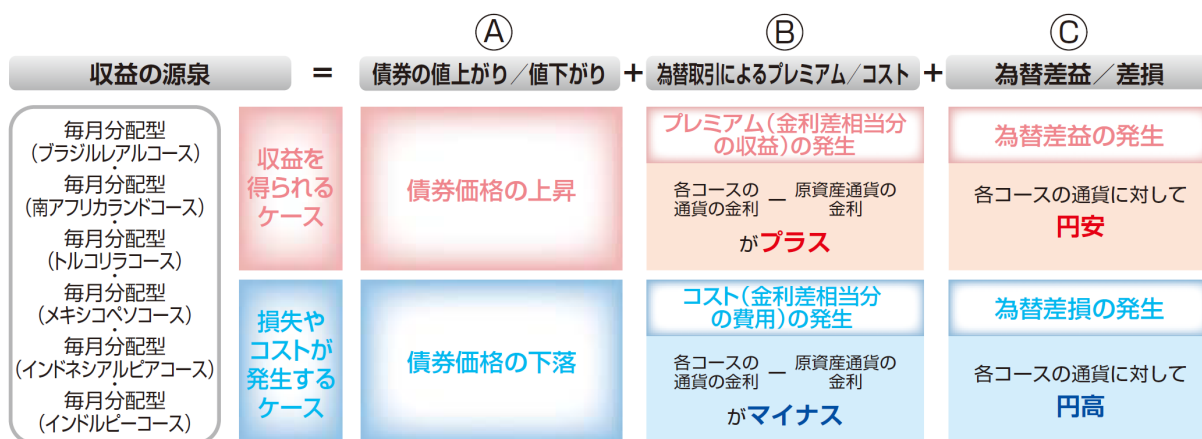 Ⓐ
Ⓑ
Ⓒ
収益の源泉 = 債券の値上がり/値下がり + 為替取引によるプレミアム/コスト + 為替差益/差損
毎月分配型
(ブラジルレアルコース)
・
毎月分配型
(南アフリカランドコース)
・
毎月分配型
(トルコリラコース)
・
毎月分配型
(メキシコペソコース)
・
毎月分配型
(インドネシアルピアコース)
・
毎月分配型
(インドルピーコース)
収益を
得られる
ケース
債券価格の上昇
プレミアム(金利差相当分
の収益)の発生
各コースの
通貨の金利
ー
原資産通貨の
金利
がプラス
為替差益の発生
各コースの通貨に対して
円安
損失や
コストが
発生する
ケース
債券価格の下落
コスト(金利差相当分
の費用)の発生
各コースの
通貨の金利
ー
原資産通貨の
金利
がマイナス
為替差損の発生
各コースの通貨に対して
円高